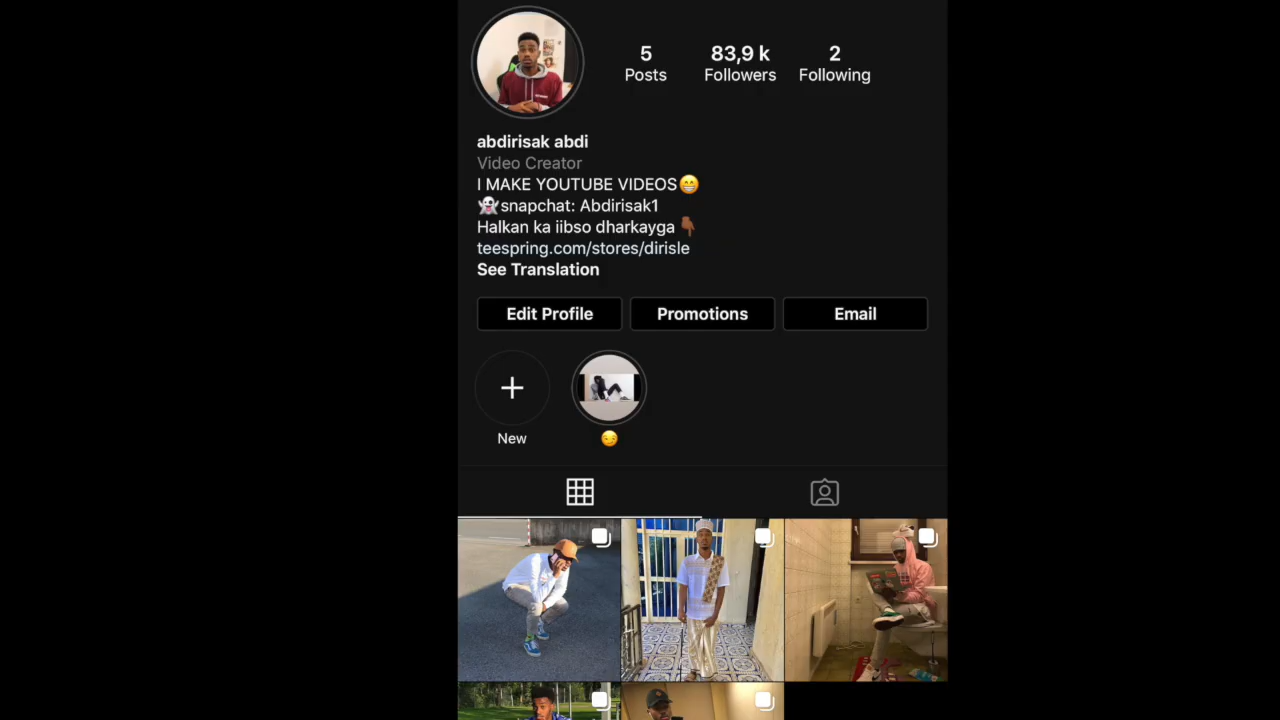 5
Posts
83,9 k
Followers
2
Following
abdirisak abdi
Video Creator
I MAKE YOUTUBE VIDEOS😁
👻snapchat: Abdirisak1
Halkan ka iibso dharkayga 👇🏾
teespring.com/stores/dirisle
See Translation
Edit Profile
Promotions
Email
New
😏